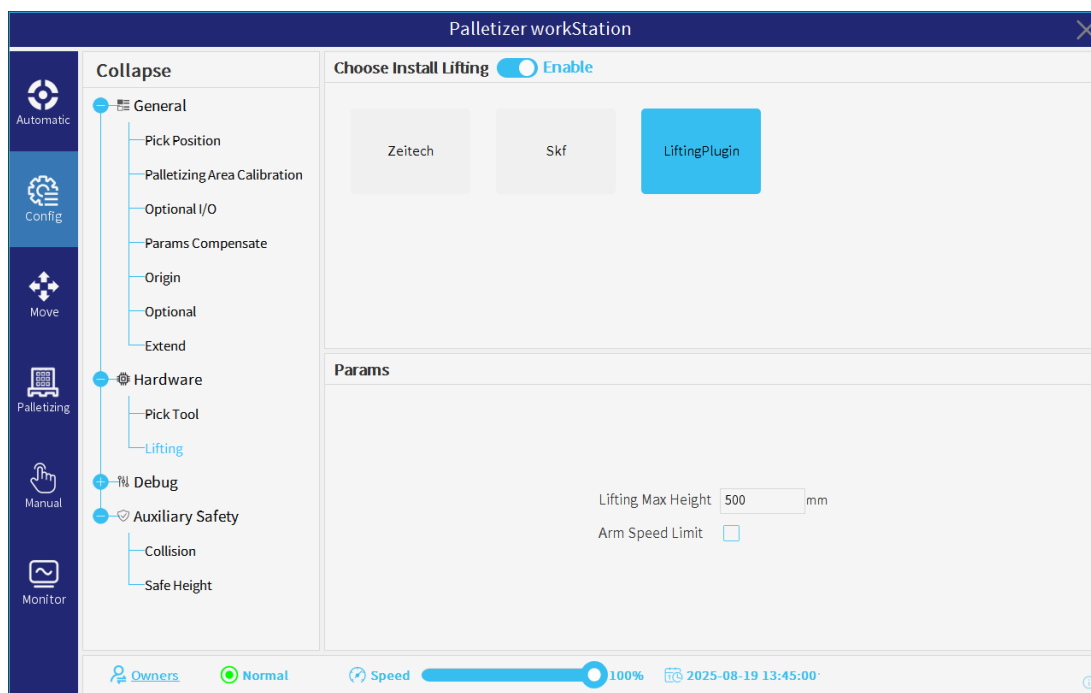 Palletizer workStation
Automatic
Config
Move
Palletizing
Manual
Monitor
Collapse
General
Pick Position
Palletizing Area Calibration
Optional I/O
Params Compensate
Origin
Optional
Extend
Hardware
Pick Tool
Lifting
Debug
Auxiliary Safety
Collision
Safe Height
Choose Install Lifting Enable
Zeitech Skf LiftingPlugin
Params
Lifting Max Height 500 mm
Arm Speed Limit
Owners Normal Speed 100% 2025-08-19 13:45:00